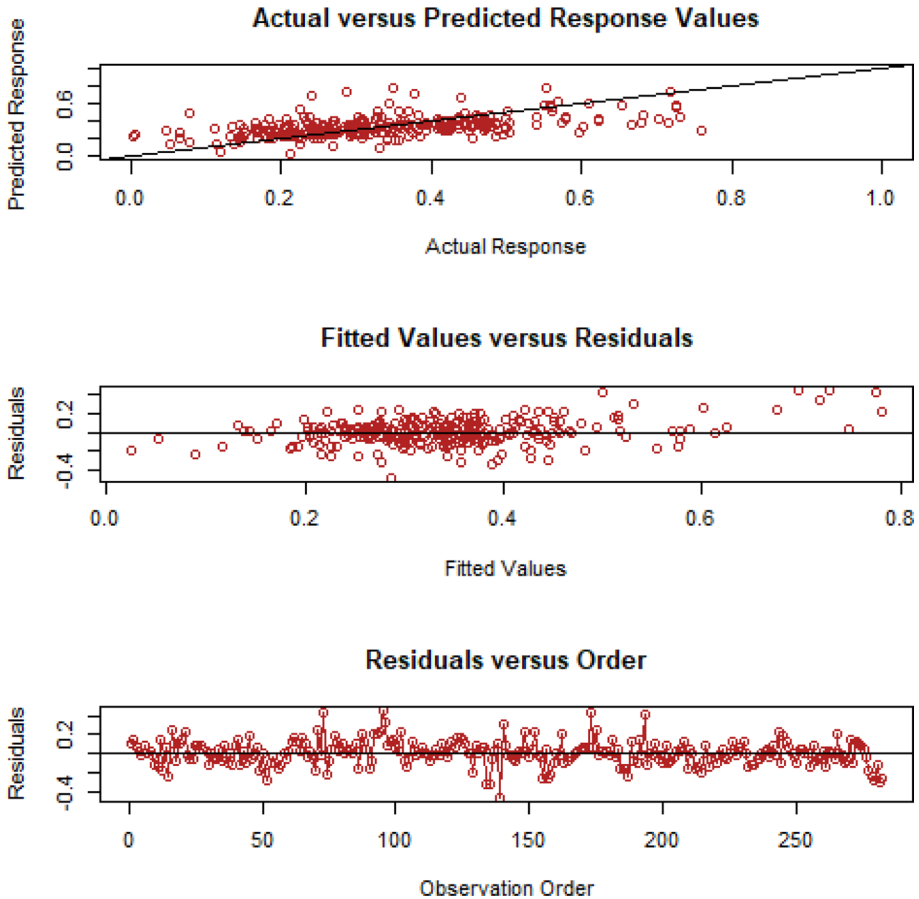 Actual versus Predicted Response Values
Predicted Response
0.6
0.0
0.0 0.2 0.4 0.6 0.8 1.0
Actual Response
Fitted Values versus Residuals
Residuals
0.2
-0.4
0.0 0.2 0.4 0.6 0.8
Fitted Values
Residuals versus Order
Residuals
0.2
-0.4
0 50 100 150 200 250
Observation Order